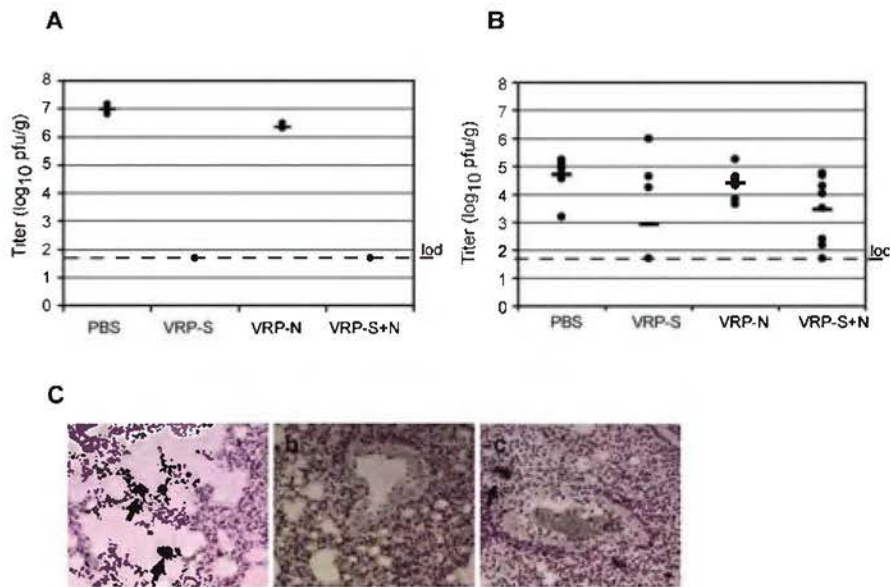 A
Titer (log10 pfu/g)
8
7
6
5
4
3
2
1
0
lod
PBS
VRP-S
VRP-N
VRP-S+N
B
Titer (log10 pfu/g)
8
7
6
5
4
3
2
1
0
loc
PBS
VRP-S
VRP-N
VRP-S+N
C
b
c